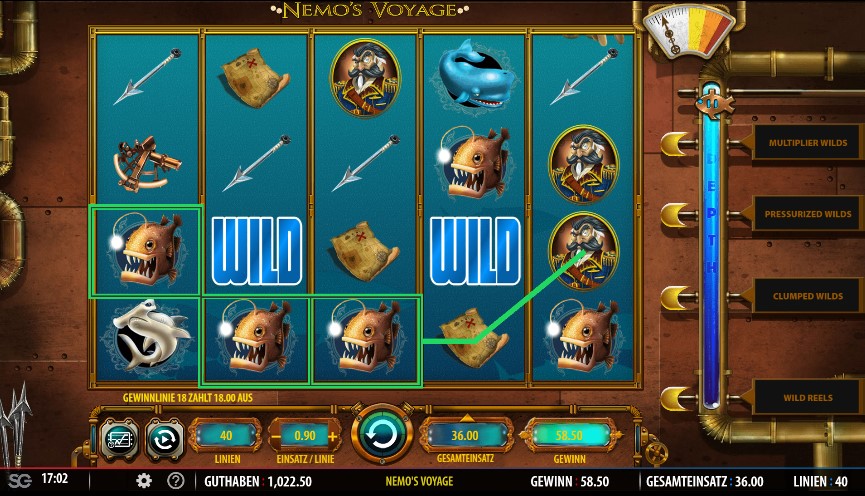 NEMO'S VOYAGE
MULTIPLIER WILDS
PRESSURIZED WILDS
CLUMPED WILDS
WILD REELS
DEPTH
WILD
WILD
GEWINNLINIE 18 ZAHLT 18.00 AUS
40
LINIEN
- 0.90 +
EINSATZ / LINIE
36.00
GESAMTEINSATZ
58.50
GEWINN
SG
17:02
?
GUTHABEN : 1,022.50
NEMO'S VOYAGE
GEWINN : 58.50
GESAMTEINSATZ : 36.00
LINIEN : 40